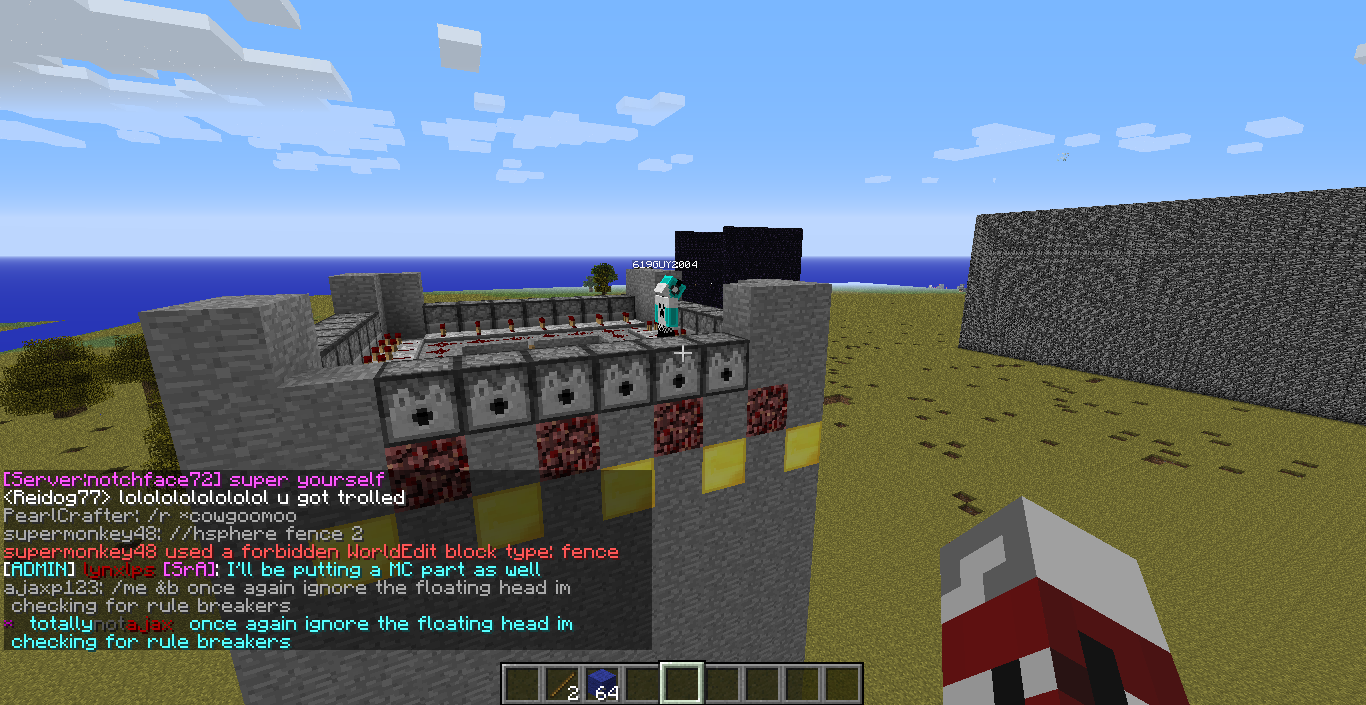 619GUY2004
[Server:notchface72] super yourself
<Reidog77> lolololololololol u got trolled
PearlCrafter: /r *cowgoomoo
supermonkey48: //hsphere fence 2
supermonkey48 used a forbidden WorldEdit block type: fence
[ADMIN] lynxlps [SrA]: I'll be putting a MC part as well
ajaxp123: /me &b once again ignore the floating head im
checking for rule breakers
* totallynotajax once again ignore the floating head im
checking for rule breakers
2
64